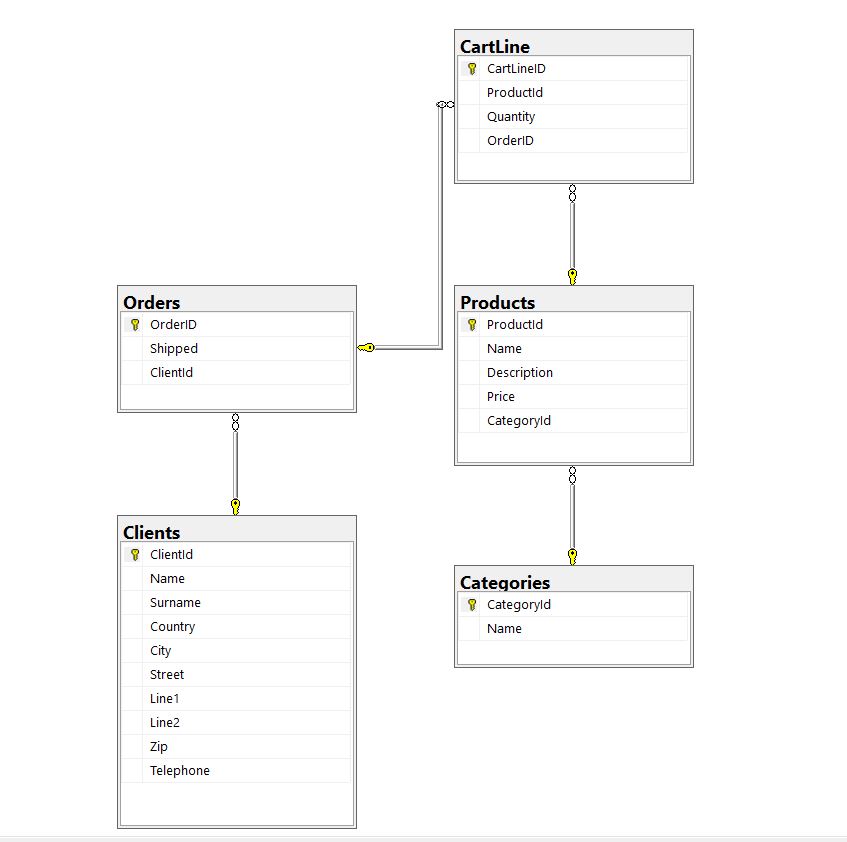 CartLine
CartLineID
ProductId
Quantity
OrderID
Orders
OrderID
Shipped
ClientId
Products
ProductId
Name
Description
Price
CategoryId
Clients
ClientId
Name
Surname
Country
City
Street
Line1
Line2
Zip
Telephone
Categories
CategoryId
Name